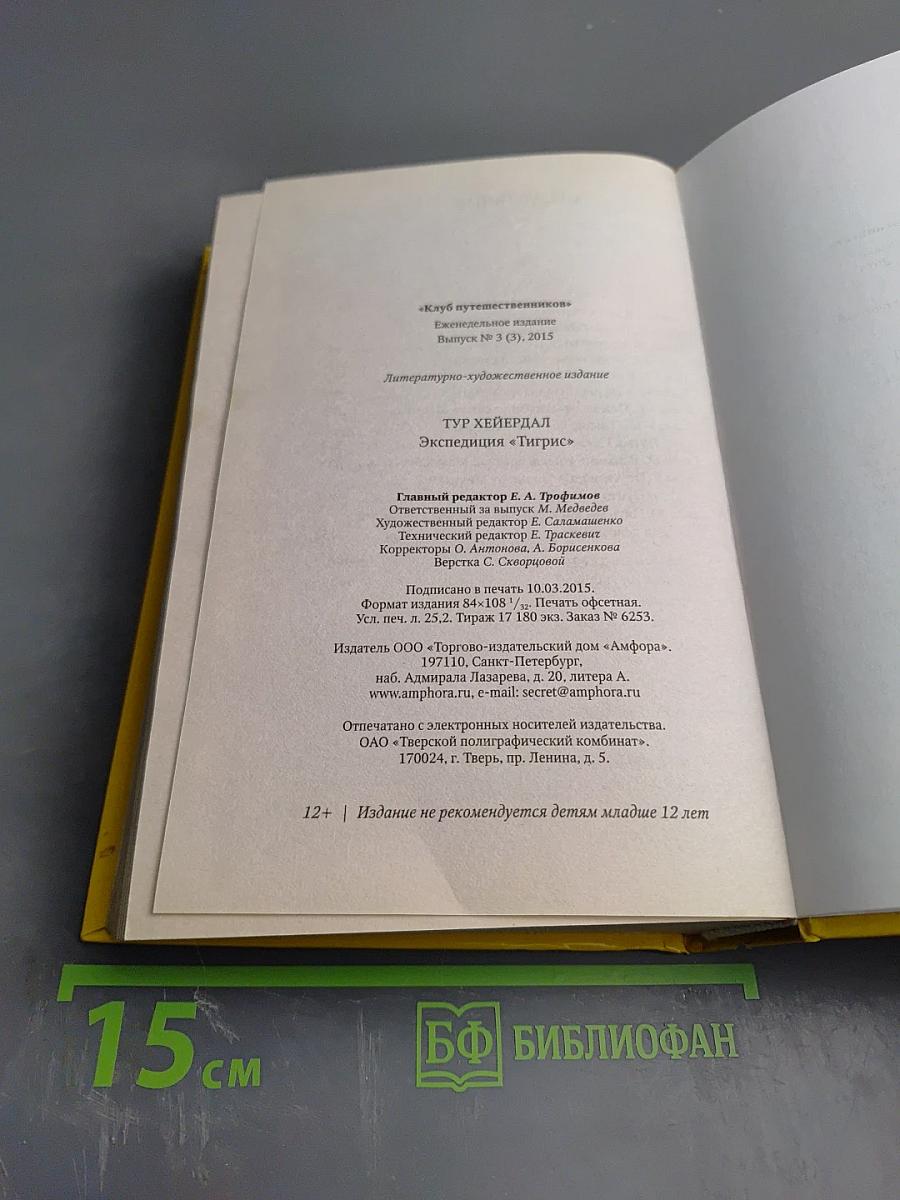 «Клуб путешественников»
Еженедельное издание
Выпуск № 3 (3), 2015
Литературно-художественное издание
ТУР ХЕЙЕРДАЛ
Экспедиция «Тигрис»
Главный редактор Е. А. Трофимов
Ответственный за выпуск М. Медведев
Художественный редактор Е. Саламашенко
Технический редактор Е. Траскевич
Корректоры О. Антонова, А. Борисенкова
Верстка С. Скворцовой
Подписано в печать 10.03.2015.
Формат издания 84×108 1/32. Печать офсетная.
Усл. печ. л. 25,2. Тираж 17 180 экз. Заказ № 6253.
Издатель ООО «Торгово-издательский дом «Амфора».
197110, Санкт-Петербург,
наб. Адмирала Лазарева, д. 20, литера А.
www.amphora.ru, e-mail: secret@amphora.ru
Отпечатано с электронных носителей издательства.
ОАО «Тверской полиграфический комбинат».
170024, г. Тверь, пр. Ленина, д. 5.
12+ | Издание не рекомендуется детям младше 12 лет
15 см
БФ БИБЛИОФАН